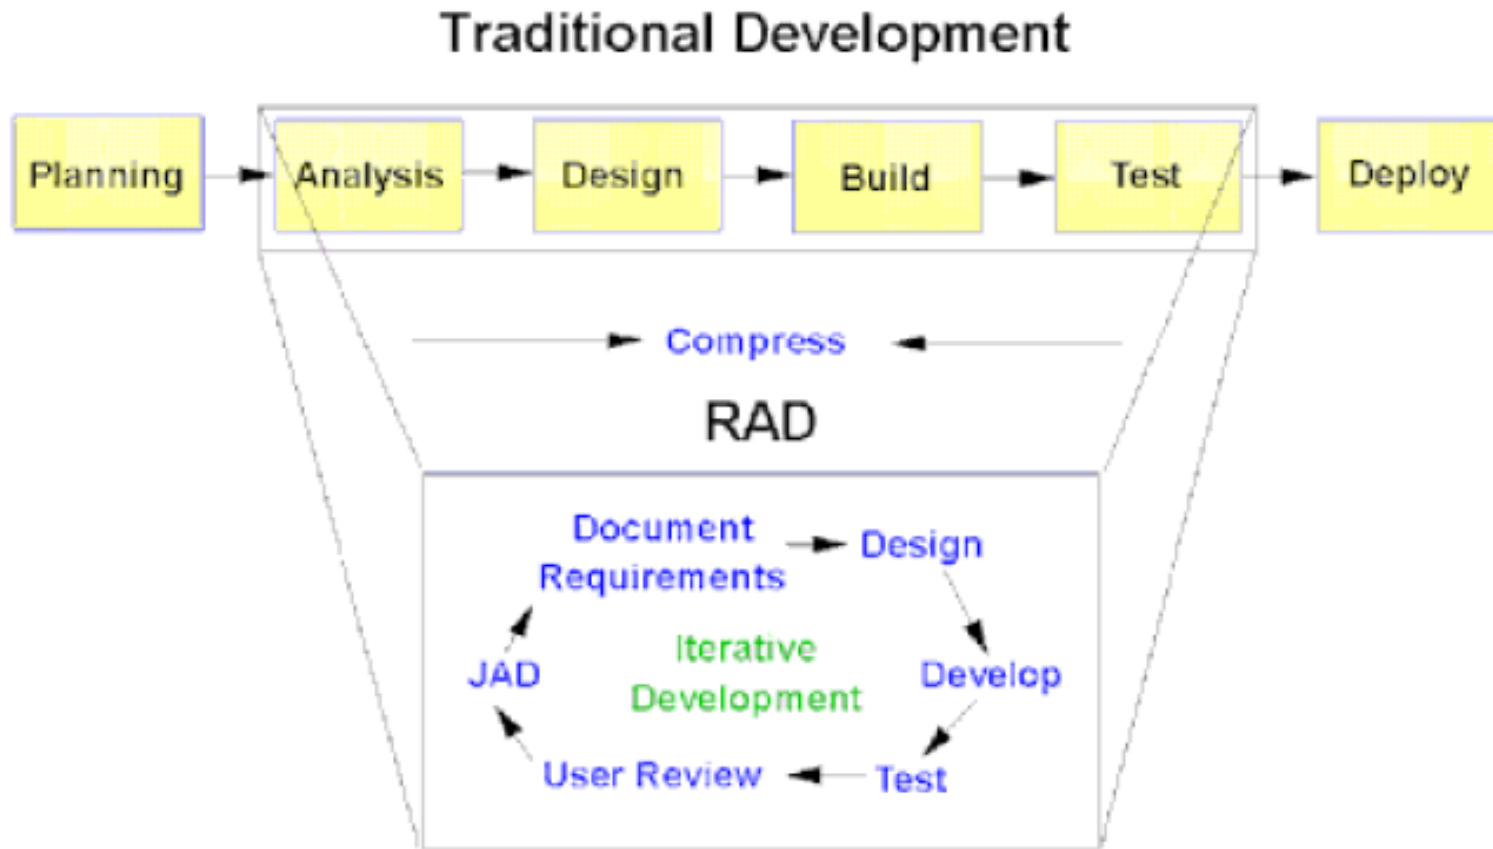 Traditional Development
Planning
Analysis
Design
Build
Test
Deploy
Compress
RAD
Document
Requirements
Design
Iterative
Development
JAD
Develop
User Review
Test